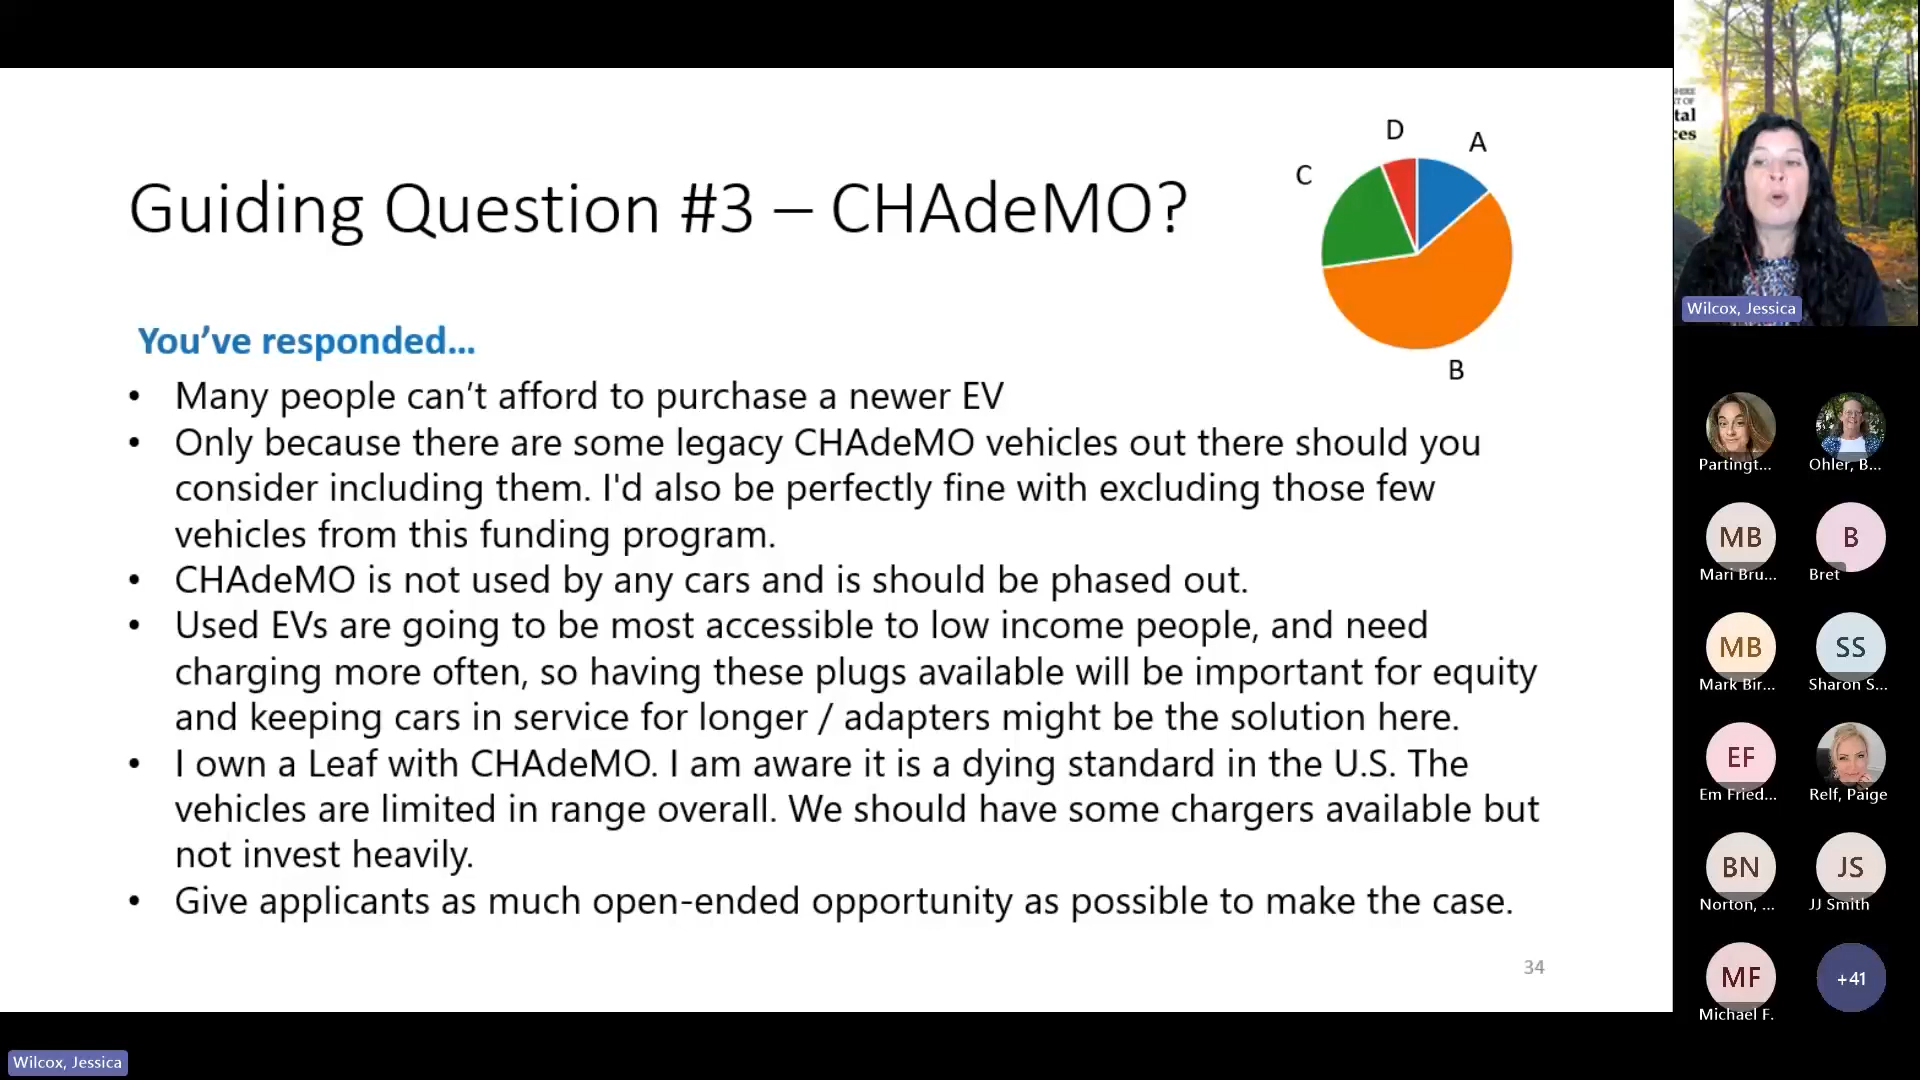 D
A
C
B
Guiding Question #3 – CHAdeMO?
You've responded...
• Many people can't afford to purchase a newer EV
• Only because there are some legacy CHAdeMO vehicles out there should you
consider including them. I'd also be perfectly fine with excluding those few
vehicles from this funding program.
• CHAdeMO is not used by any cars and is should be phased out.
• Used EVs are going to be most accessible to low income people, and need
charging more often, so having these plugs available will be important for equity
and keeping cars in service for longer / adapters might be the solution here.
• I own a Leaf with CHAdeMO. I am aware it is a dying standard in the U.S. The
vehicles are limited in range overall. We should have some chargers available but
not invest heavily.
• Give applicants as much open-ended opportunity as possible to make the case.
34
Wilcox, Jessica
HIRE
T OF
tal
ces
Wilcox, Jessica
Partingt...
Ohler, B...
MB
B
Mari Bru...
Bret
MB
SS
Mark Bir...
Sharon S...
EF
Em Fried...
Relf, Paige
BN
JS
Norton, ...
JJ Smith
MF
+41
Michael F.